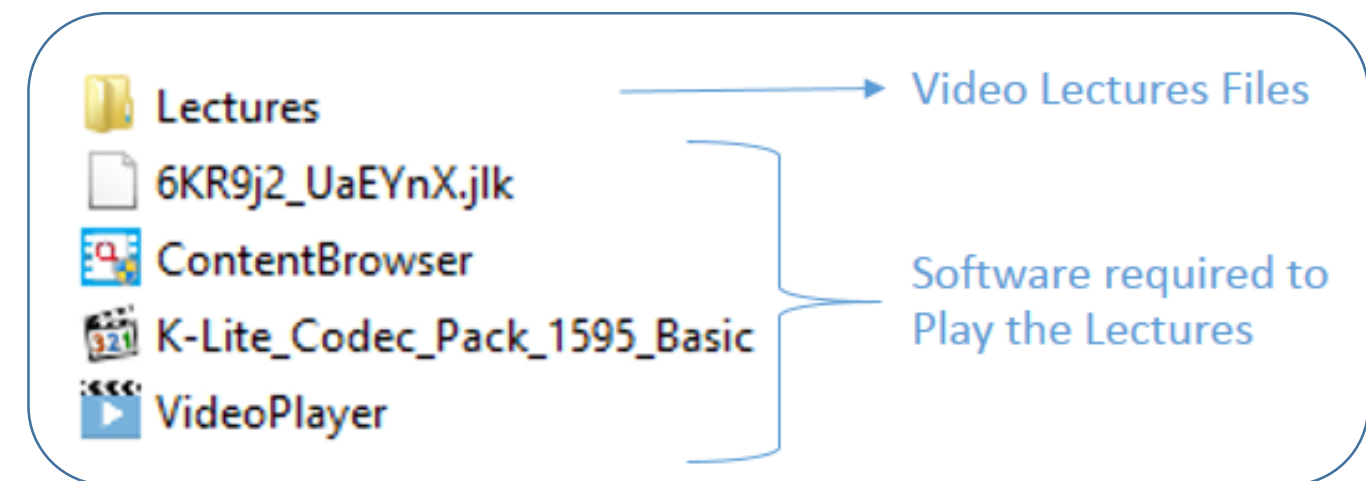 Lectures
Video Lectures Files
6KR9j2_UaEYnX.jlk
ContentBrowser
K-Lite_Codec_Pack_1595_Basic
VideoPlayer
Software required to
Play the Lectures